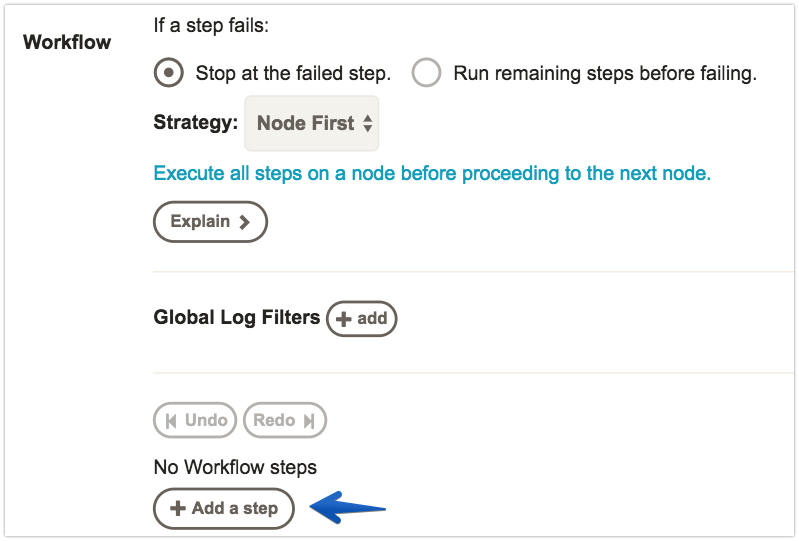 Workflow
If a step fails:
Stop at the failed step. Run remaining steps before failing.
Strategy: Node First
Execute all steps on a node before proceeding to the next node.
Explain
Global Log Filters add
Undo Redo
No Workflow steps
Add a step